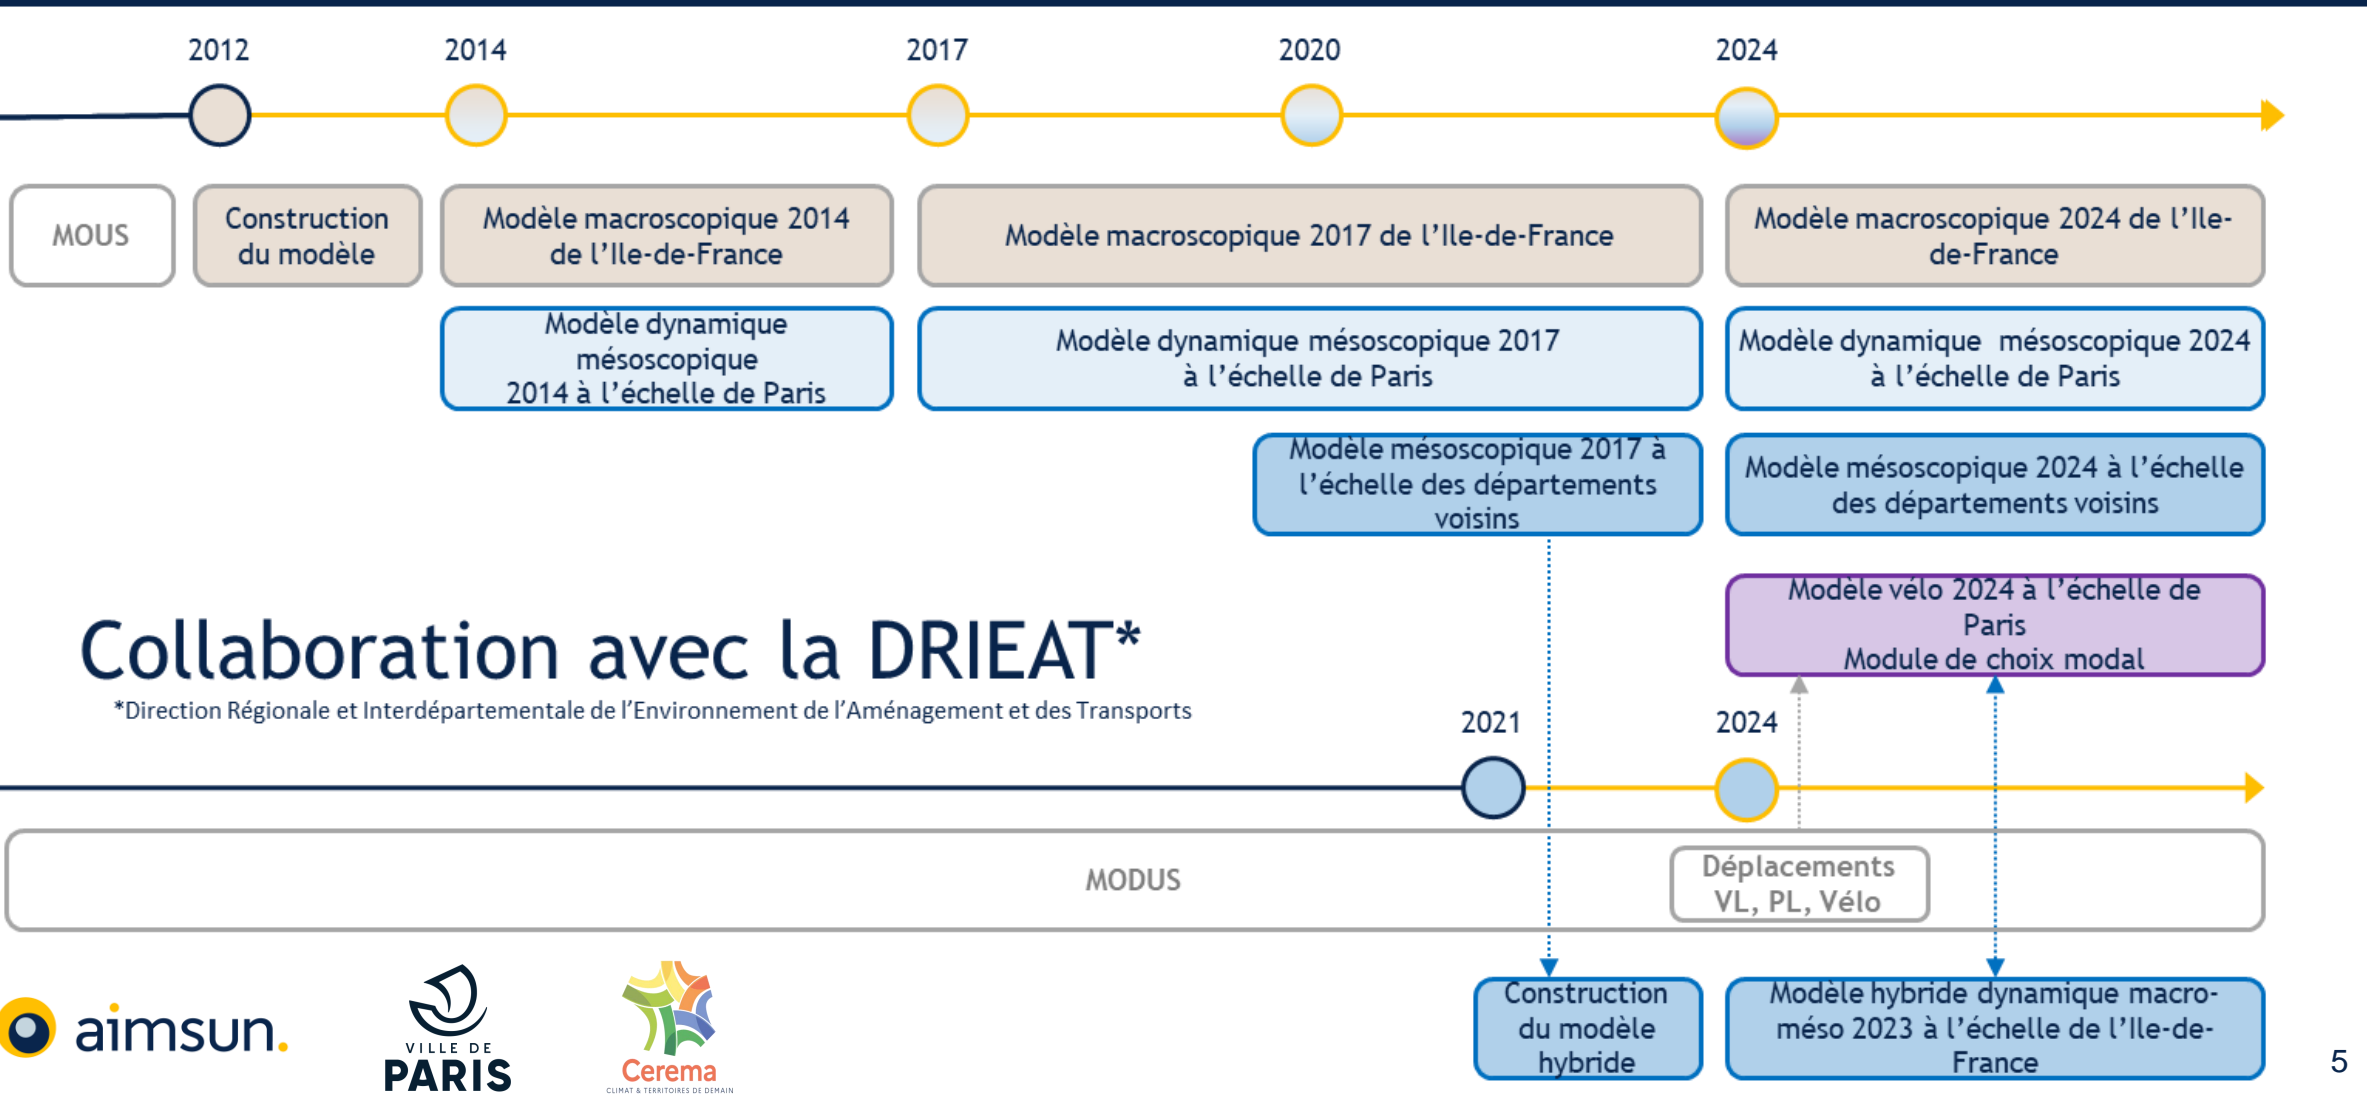 2012
2014
2017
2020
2024
MOUS
Construction
du modèle
Modèle macroscopique 2014
de l’Ile-de-France
Modèle macroscopique 2017 de l’Ile-de-France
Modèle macroscopique 2024 de l’Ile-
de-France
Modèle dynamique
mésoscopique
2014 à l’échelle de Paris
Modèle dynamique mésoscopique 2017
à l’échelle de Paris
Modèle dynamique mésoscopique 2024
à l’échelle de Paris
Modèle mésoscopique 2017 à
l’échelle des départements
voisins
Modèle mésoscopique 2024 à l’échelle
des départements voisins
Modèle vélo 2024 à l’échelle de
Paris
Module de choix modal
Collaboration avec la DRIEAT*
*Direction Régionale et Interdépartementale de l’Environnement de l’Aménagement et des Transports
2021
2024
MODUS
Déplacements
VL, PL, Vélo
Construction
du modèle
hybride
Modèle hybride dynamique macro-
méso 2023 à l’échelle de l’Ile-de-
France
aimsun.
VILLE DE
PARIS
Cerema
CLIMAT & TERRITOIRES DE DEMAIN
5